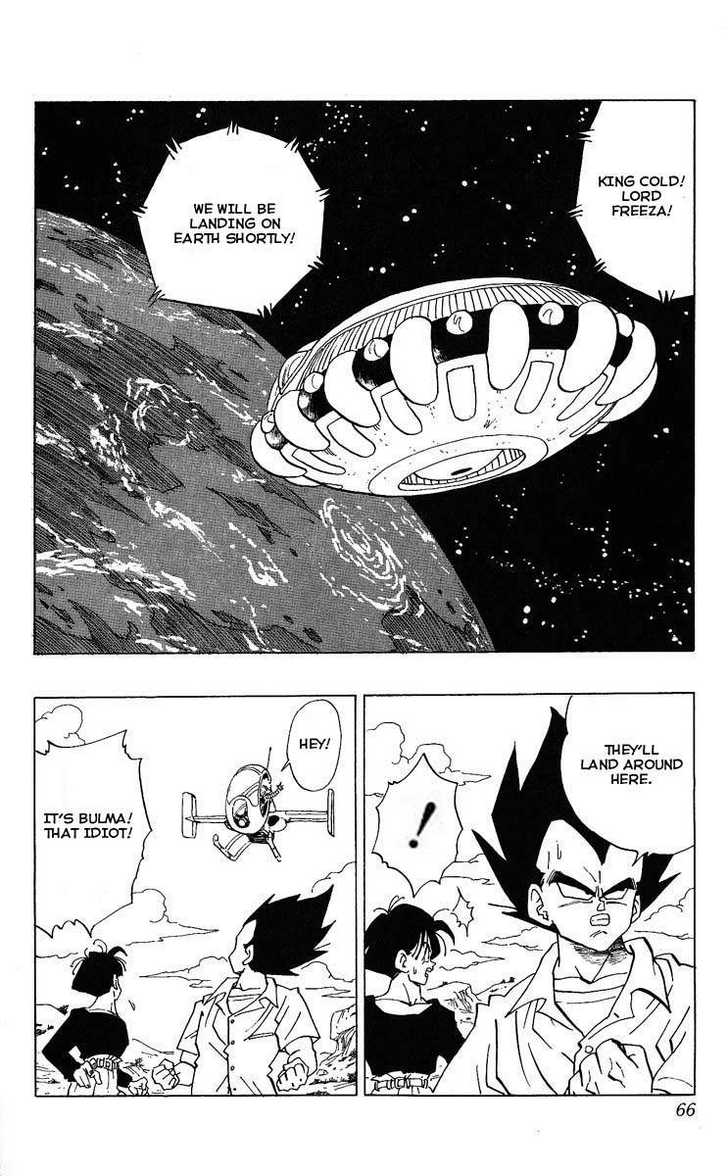 KING COLD!
LORD
FREEZA!
WE WILL BE
LANDING ON
EARTH SHORTLY!
THEY'LL
LAND AROUND
HERE.
!
HEY!
IT'S BULMA!
THAT IDIOT!
66